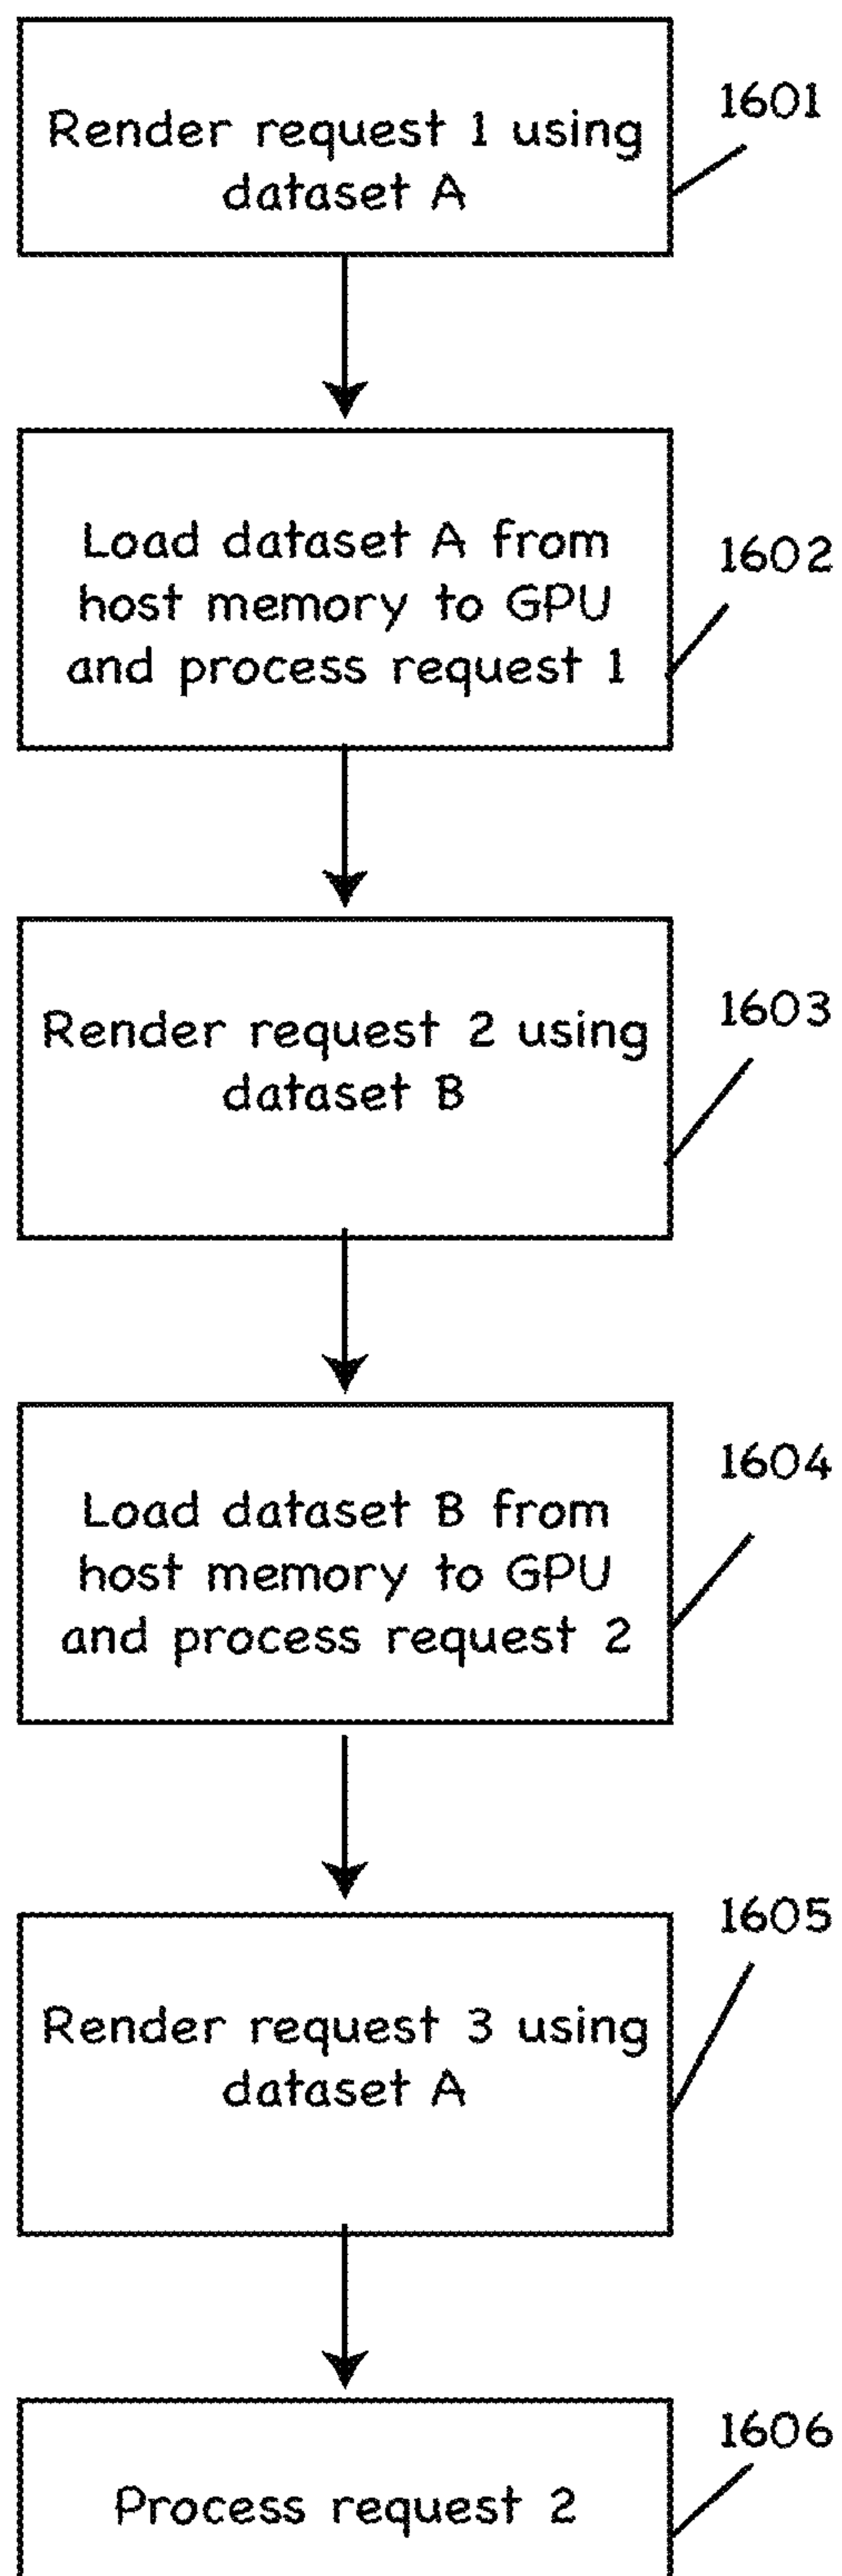 Render request 1 using
dataset A
1601
Load dataset A from
host memory to GPU
and process request 1
1602
Render request 2 using
dataset B
1603
Load dataset B from
host memory to GPU
and process request 2
1604
Render request 3 using
dataset A
1605
Process request 2
1606